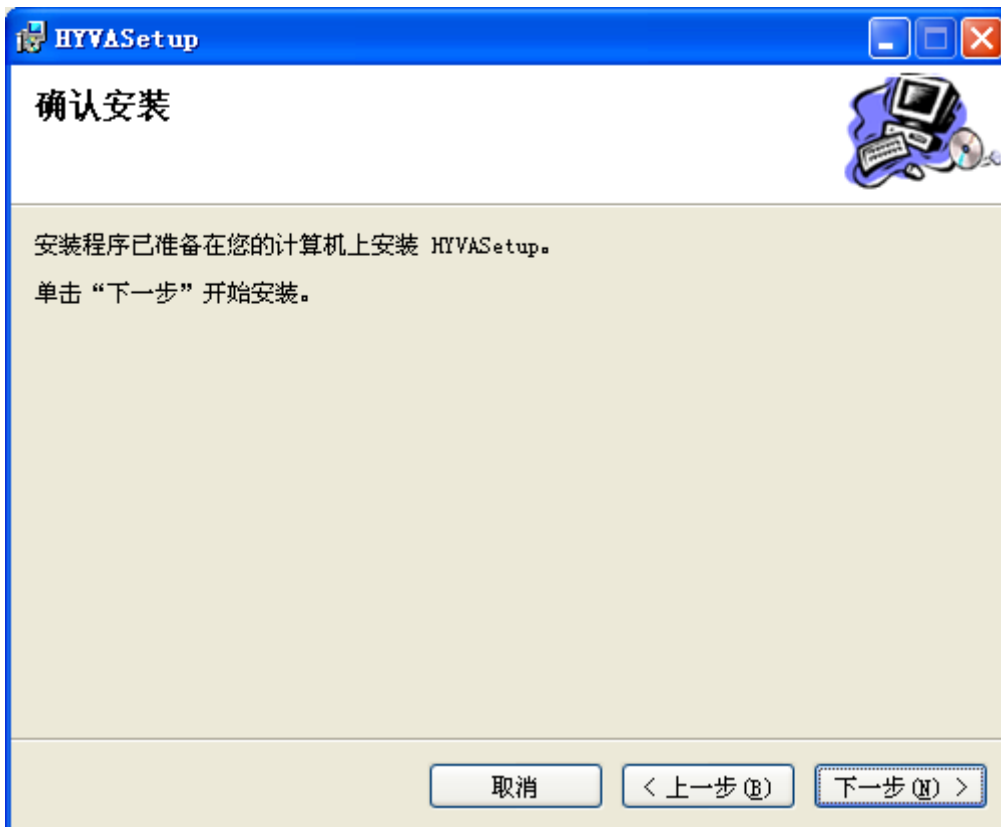 HYVASetup
确认安装
安装程序已准备在您的计算机上安装 HYVASetup。
单击“下一步”开始安装。
取消
< 上一步(B)
下一步(N) >